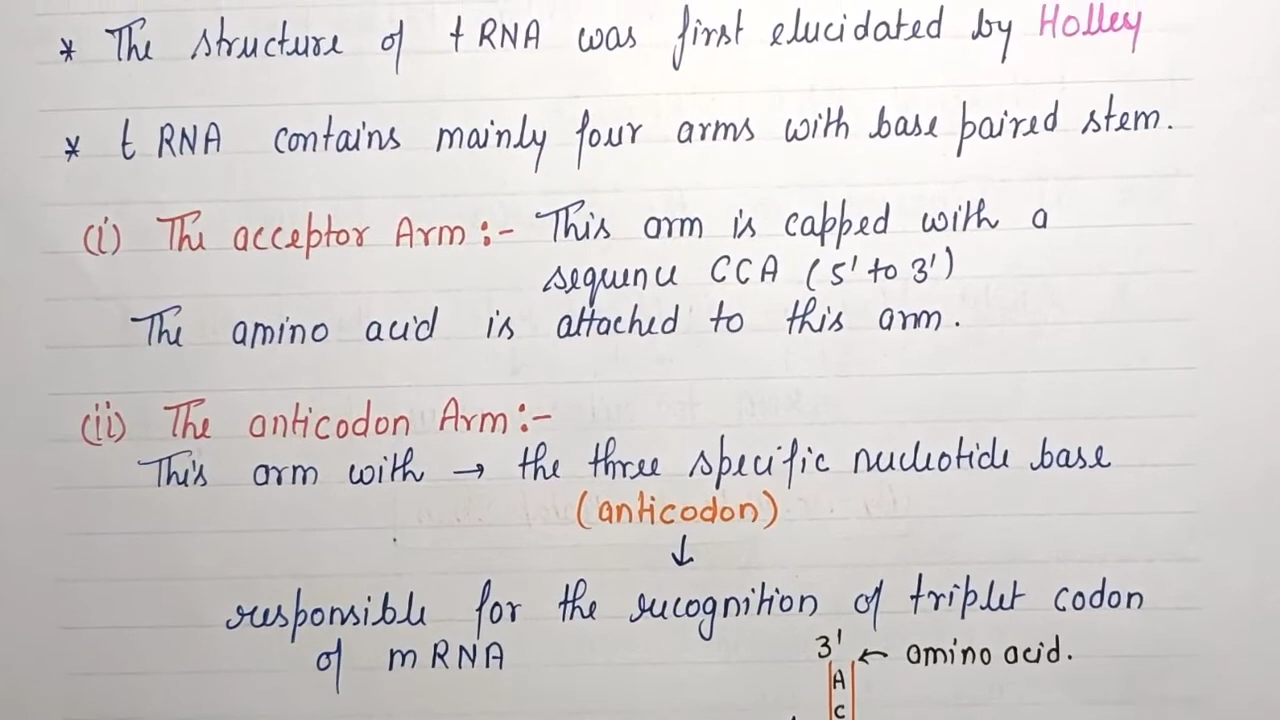 * The structure of tRNA was first elucidated by Holley
* tRNA contains mainly four arms with base paired stem.
(i) The acceptor Arm:- This arm is capped with a
sequence CCA (5' to 3')
The amino acid is attached to this arm.
(ii) The anticodon Arm:-
This arm with → the three specific nucleotide base
(anticodon)
↓
responsible for the recognition of triplet codon
of mRNA
3' ← amino acid.
A
C